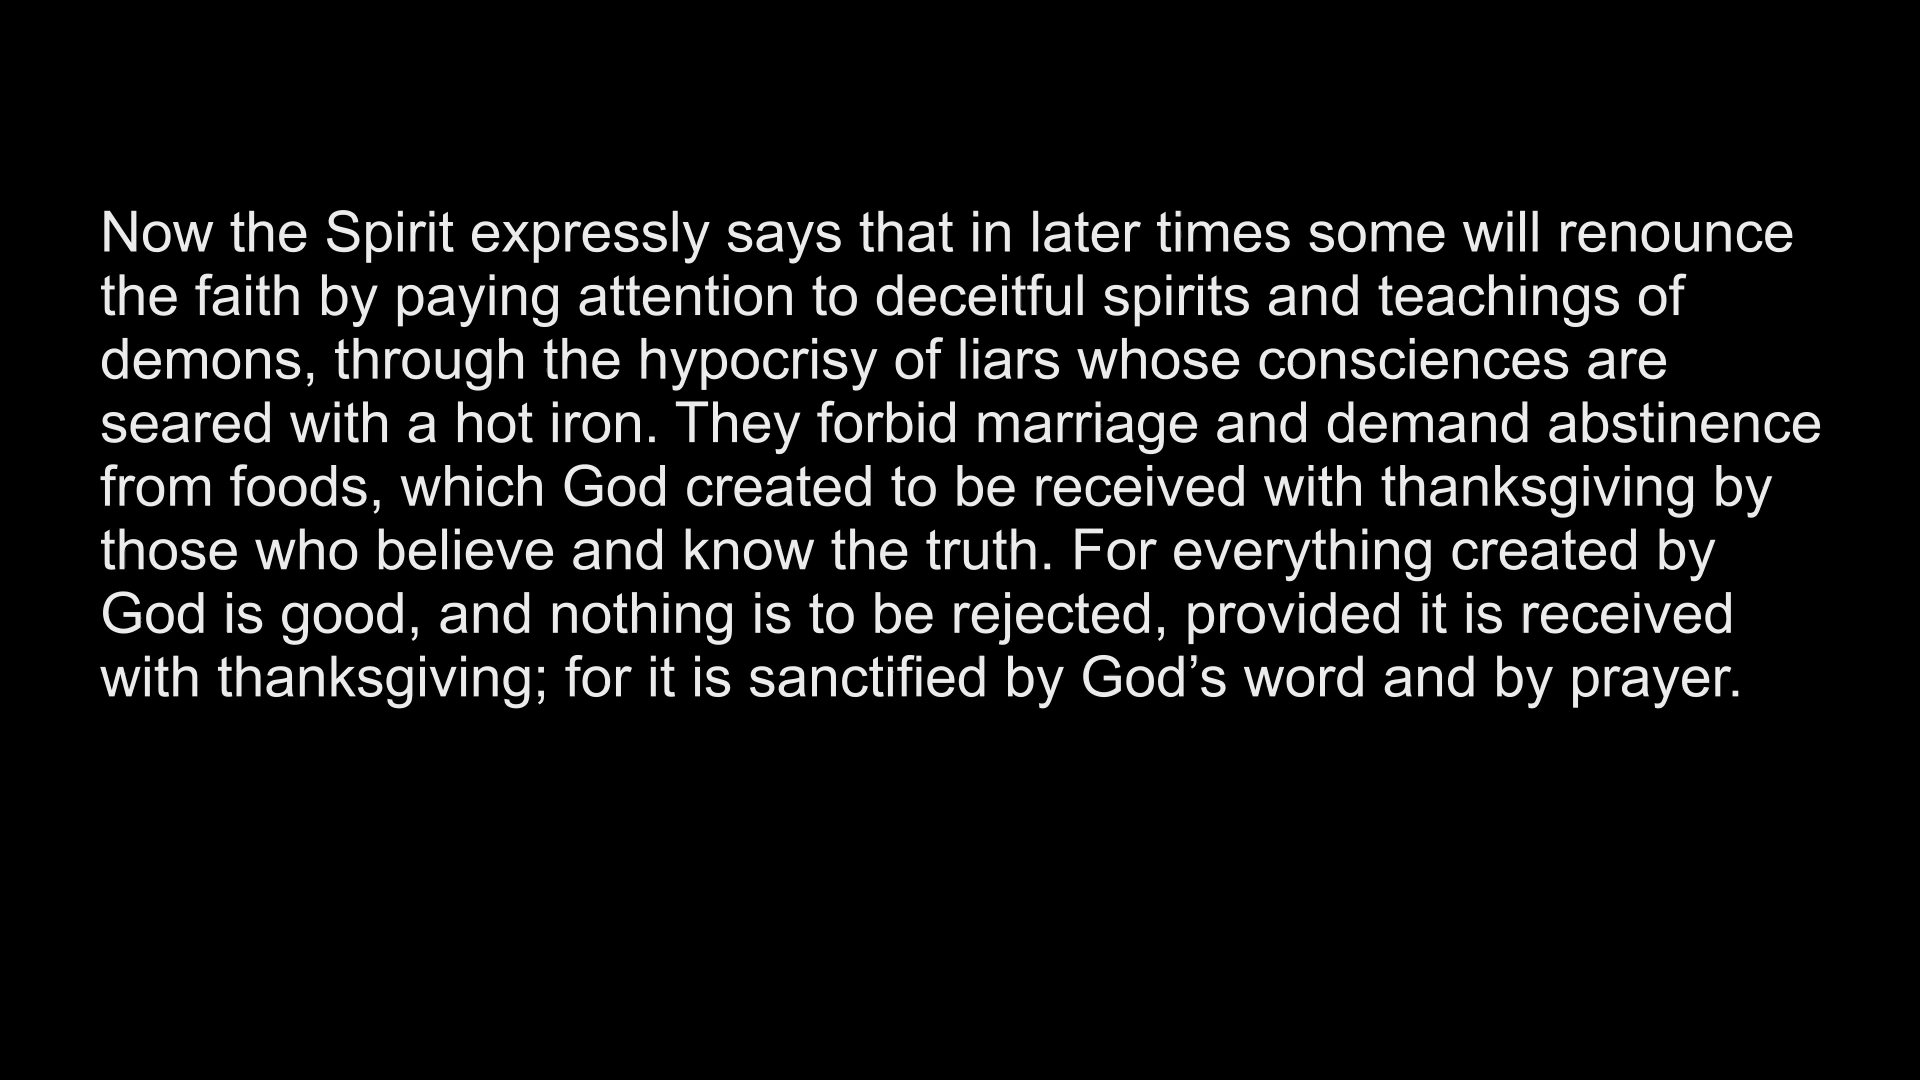 Now the Spirit expressly says that in later times some will renounce
the faith by paying attention to deceitful spirits and teachings of
demons, through the hypocrisy of liars whose consciences are
seared with a hot iron. They forbid marriage and demand abstinence
from foods, which God created to be received with thanksgiving by
those who believe and know the truth. For everything created by
God is good, and nothing is to be rejected, provided it is received
with thanksgiving; for it is sanctified by God’s word and by prayer.